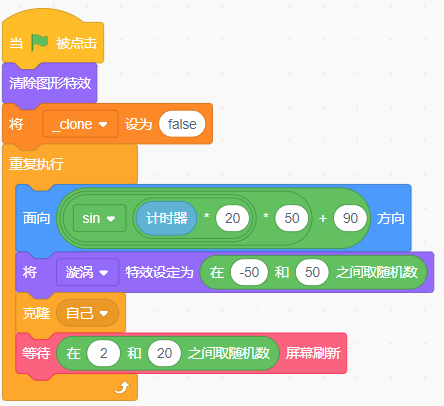 当 被点击
清除图形特效
将 _clone 设为 false
重复执行
面向 sin 计时器 * 20 * 50 + 90 方向
将 漩涡 特效设定为 在 -50 和 50 之间取随机数
克隆 自己
等待 在 2 和 20 之间取随机数 屏幕刷新